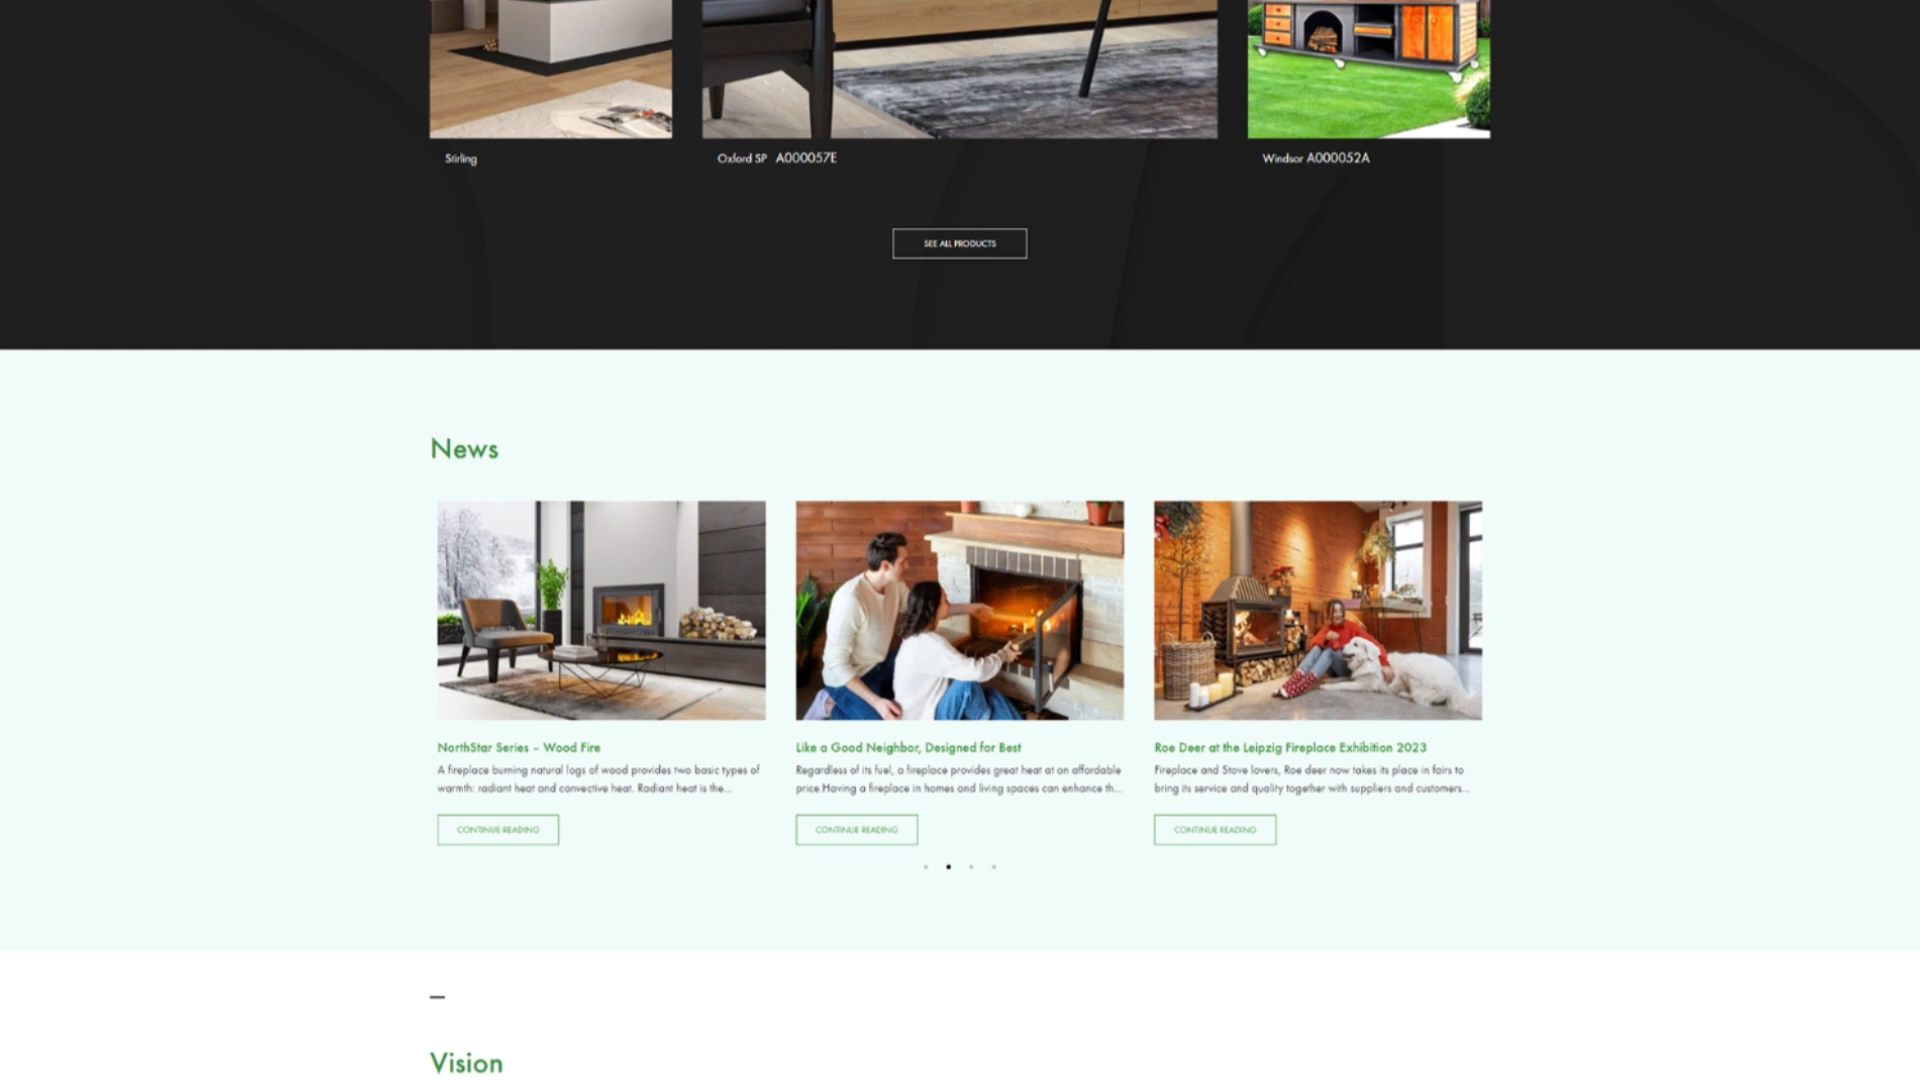 Stirling
Oxford SP A000057E
Windsor A000052A
SEE ALL PRODUCTS
News
NorthStar Series – Wood Fire
A fireplace burning natural logs of wood provides two basic types of
warmth: radiant heat and convective heat. Radiant heat is the...
CONTINUE READING
Like a Good Neighbor, Designed for Best
Regardless of its fuel, a fireplace provides great heat at an affordable
price.Having a fireplace in homes and living spaces can enhance th...
CONTINUE READING
Roe Deer at the Leipzig Fireplace Exhibition 2023
Fireplace and Stove lovers, Roe deer now takes its place in fairs to
bring its service and quality together with suppliers and customers...
CONTINUE READING
Vision